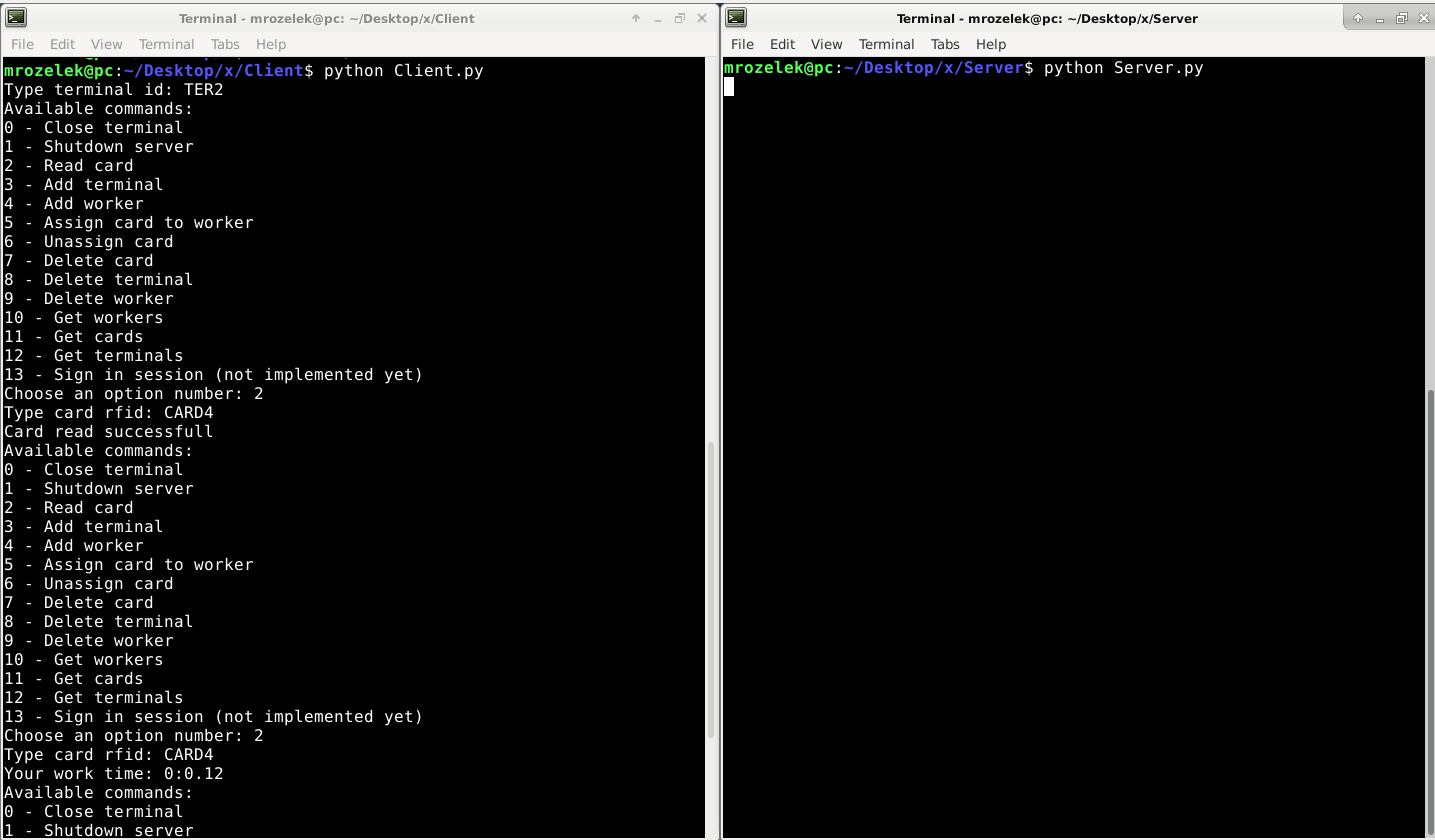 Terminal - mrozelek@pc: ~/Desktop/x/Client
File Edit View Terminal Tabs Help
mrozelek@pc:~/Desktop/x/Client$ python Client.py
Type terminal id: TER2
Available commands:
0 - Close terminal
1 - Shutdown server
2 - Read card
3 - Add terminal
4 - Add worker
5 - Assign card to worker
6 - Unassign card
7 - Delete card
8 - Delete terminal
9 - Delete worker
10 - Get workers
11 - Get cards
12 - Get terminals
13 - Sign in session (not implemented yet)
Choose an option number: 2
Type card rfid: CARD4
Card read successfull
Available commands:
0 - Close terminal
1 - Shutdown server
2 - Read card
3 - Add terminal
4 - Add worker
5 - Assign card to worker
6 - Unassign card
7 - Delete card
8 - Delete terminal
9 - Delete worker
10 - Get workers
11 - Get cards
12 - Get terminals
13 - Sign in session (not implemented yet)
Choose an option number: 2
Type card rfid: CARD4
Your work time: 0:0.12
Available commands:
0 - Close terminal
1 - Shutdown server
Terminal - mrozelek@pc: ~/Desktop/x/Server
File Edit View Terminal Tabs Help
mrozelek@pc:~/Desktop/x/Server$ python Server.py